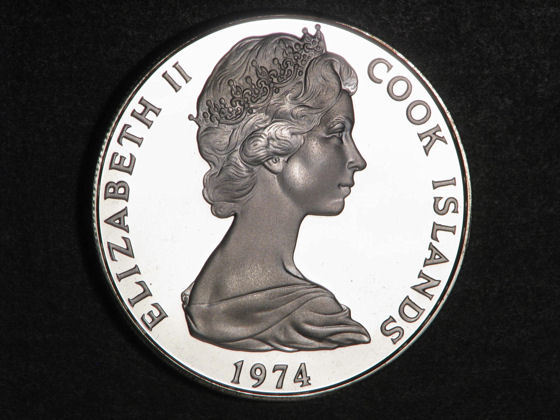 ELIZABETH II
COOK ISLANDS
1974